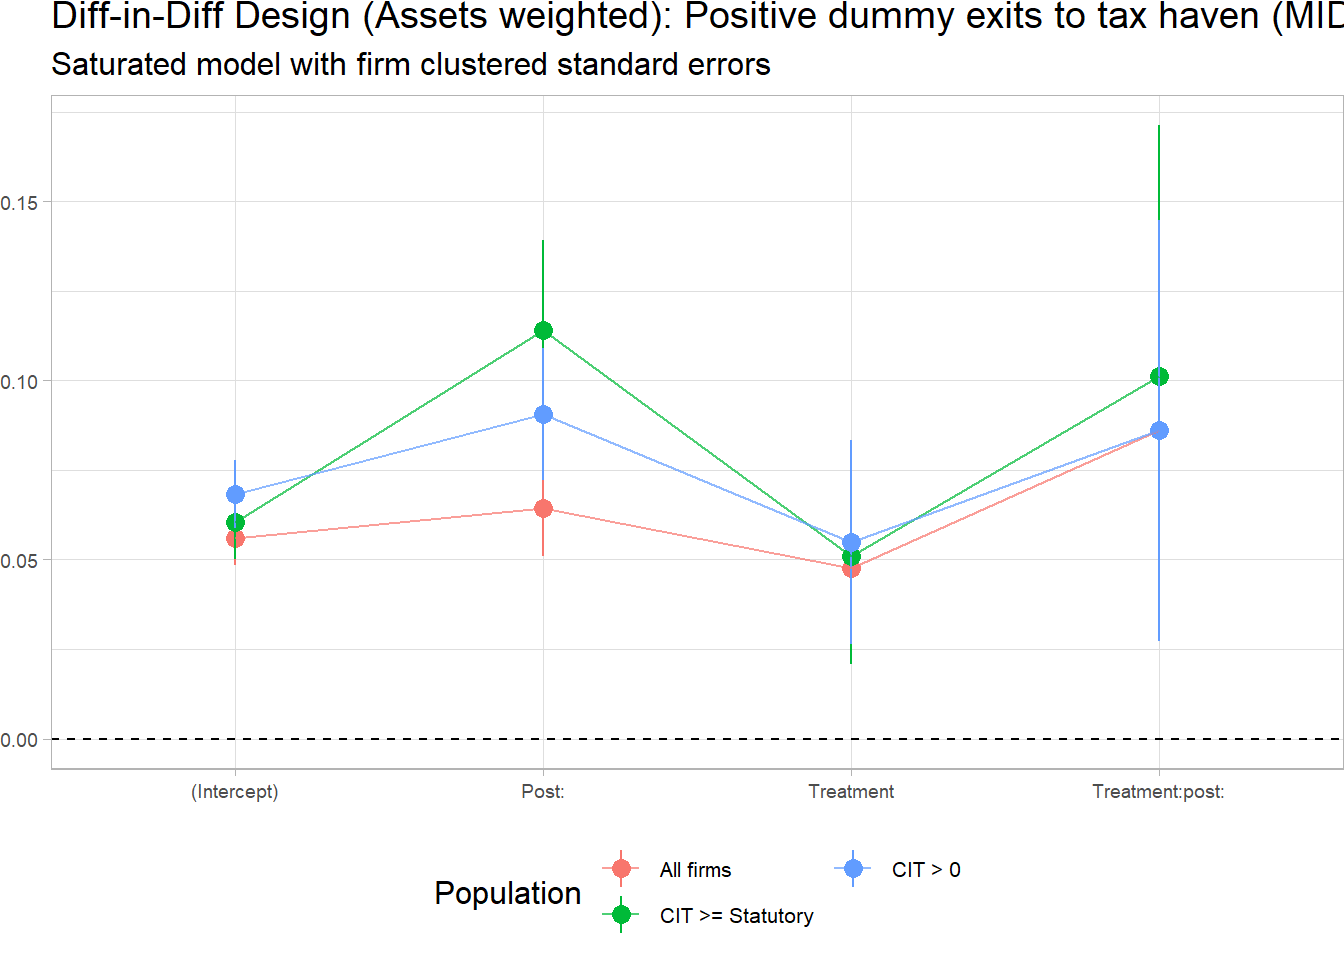 Diff-in-Diff Design (Assets weighted): Positive dummy exits to tax haven (MID
Saturated model with firm clustered standard errors
0.15
0.10
0.05
0.00
(Intercept) Post: Treatment Treatment:post:
Population
All firms CIT > 0
CIT >= Statutory